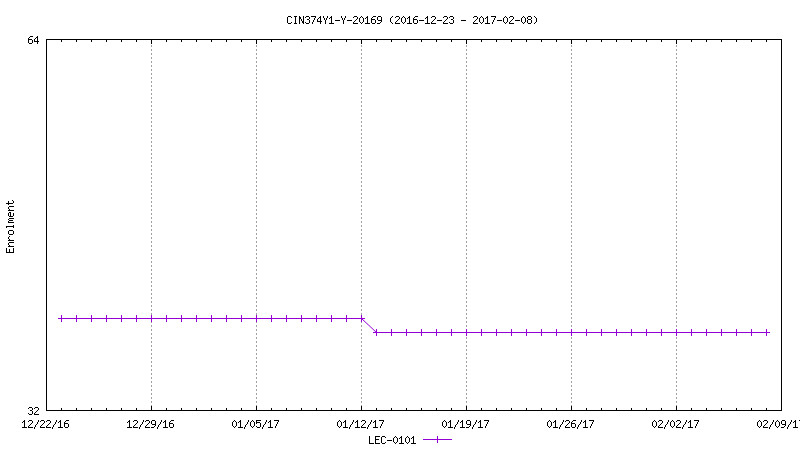 CIN374Y1-Y-20169 (2016-12-23 - 2017-02-08)
64
Enrolment
32
12/22/16 12/29/16 01/05/17 01/12/17 01/19/17 01/26/17 02/02/17 02/09/1
LEC-0101